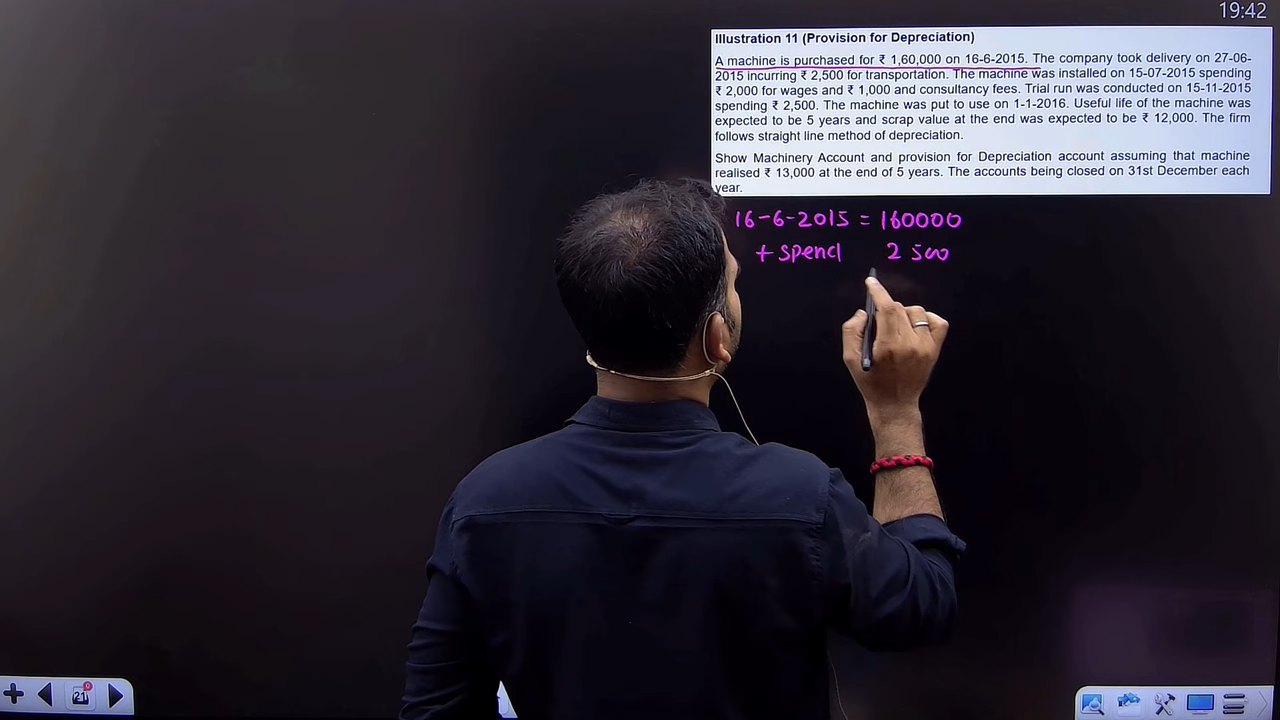 19:42
Illustration 11 (Provision for Depreciation)
A machine is purchased for ₹ 1,60,000 on 16-6-2015. The company took delivery on 27-06-
2015 incurring ₹ 2,500 for transportation. The machine was installed on 15-07-2015 spending
₹ 2,000 for wages and ₹ 1,000 and consultancy fees. Trial run was conducted on 15-11-2015
spending ₹ 2,500. The machine was put to use on 1-1-2016. Useful life of the machine was
expected to be 5 years and scrap value at the end was expected to be ₹ 12,000. The firm
follows straight line method of depreciation.
Show Machinery Account and provision for Depreciation account assuming that machine
realised ₹ 13,000 at the end of 5 years. The accounts being closed on 31st December each
year.
16-6-2015 = 160000
+ Spend 2500
21